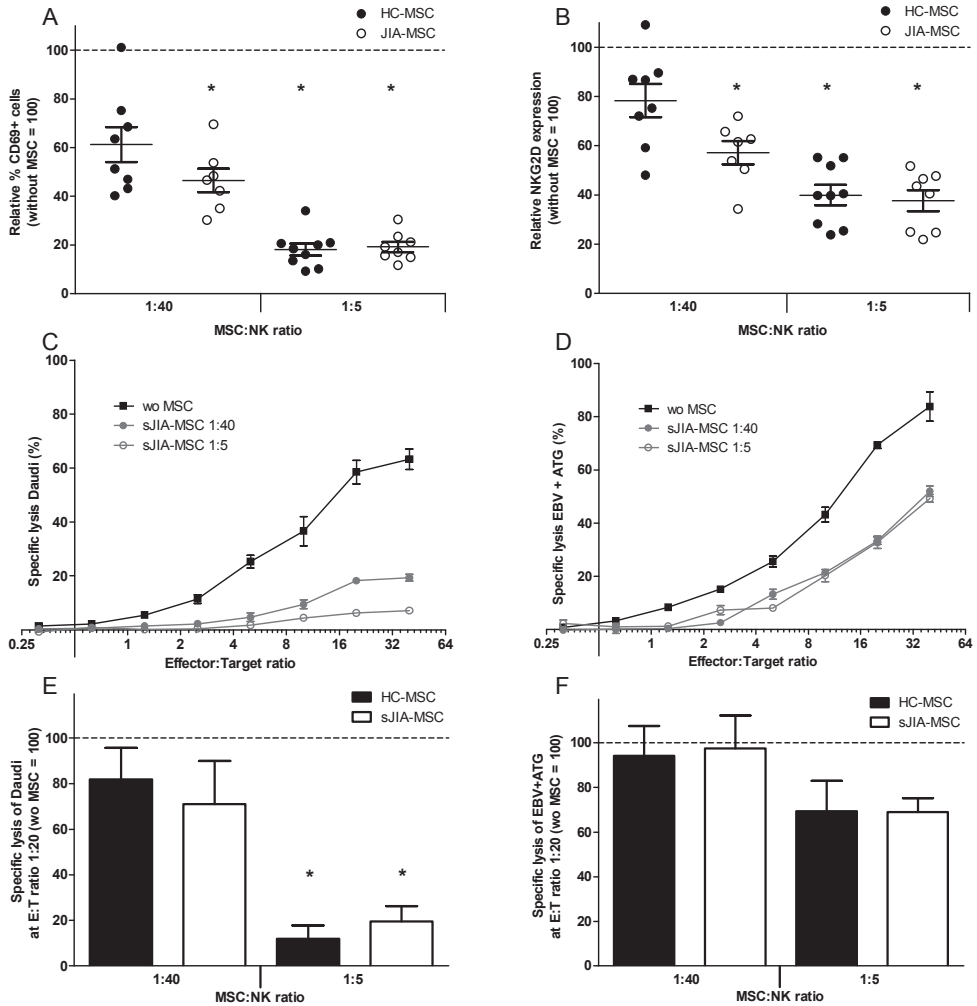 A
HC-MSC
JIA-MSC
Relative % CD69+ cells
(without MSC = 100)
100
80
60
40
20
0
*
*
*
1:40
1:5
MSC:NK ratio
B
HC-MSC
JIA-MSC
Relative NKG2D expression
(without MSC = 100)
100
80
60
40
20
0
*
*
*
1:40
1:5
MSC:NK ratio
C
Specific lysis Daudi (%)
100
80
60
40
20
wo MSC
sJIA-MSC 1:40
sJIA-MSC 1:5
0.25
1
2
4
8
16
32
64
Effector:Target ratio
D
Specific lysis EBV + ATG (%)
100
80
60
40
20
wo MSC
sJIA-MSC 1:40
sJIA-MSC 1:5
0.25
1
2
4
8
16
32
64
Effector:Target ratio
E
HC-MSC
sJIA-MSC
Specific lysis of Daudi
at E:T ratio 1:20 (wo MSC = 100)
100
80
60
40
20
0
*
*
1:40
1:5
MSC:NK ratio
F
HC-MSC
sJIA-MSC
Specific lysis of EBV+ATG
at E:T ratio 1:20 (wo MSC = 100)
100
80
60
40
20
0
1:40
1:5
MSC:NK ratio